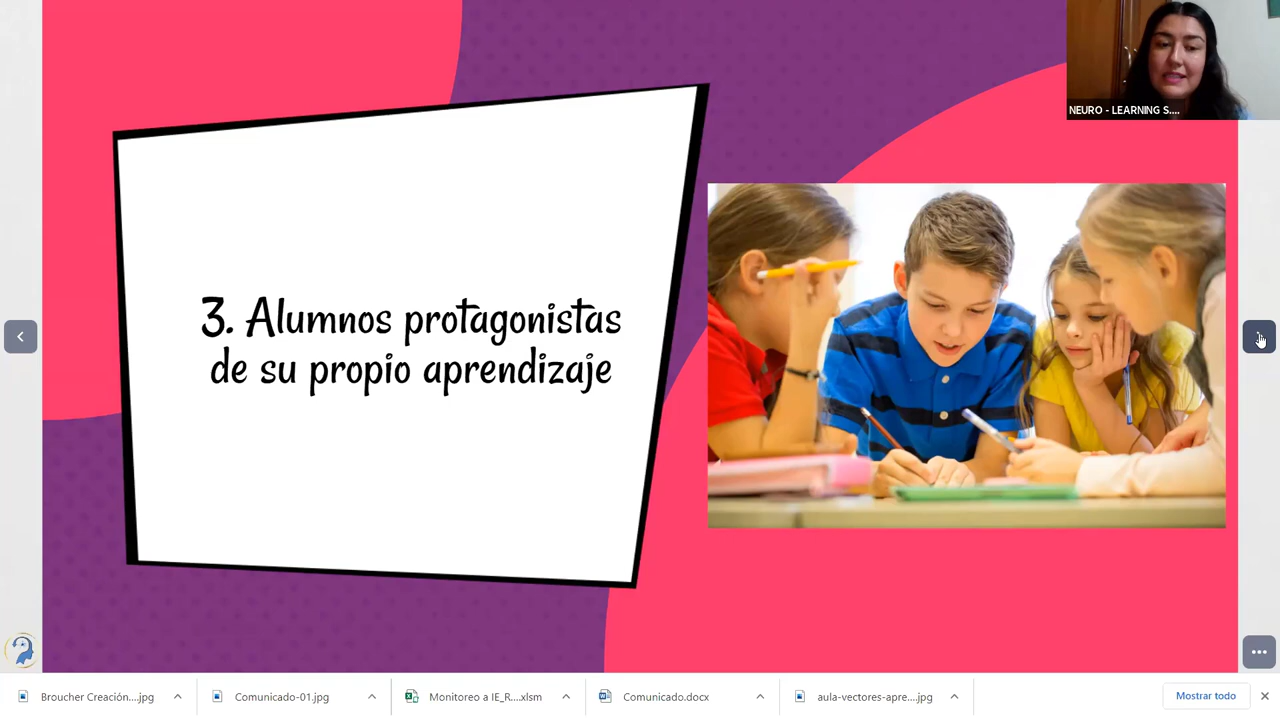 NEURO - LEARNING S....
3. Alumnos protagonistas
de su propio aprendizaje
Broucher Creación....jpg
Comunicado-01.jpg
Monitoreo a IE_R....xlsm
Comunicado.docx
aula-vectores-apre....jpg
Mostrar todo